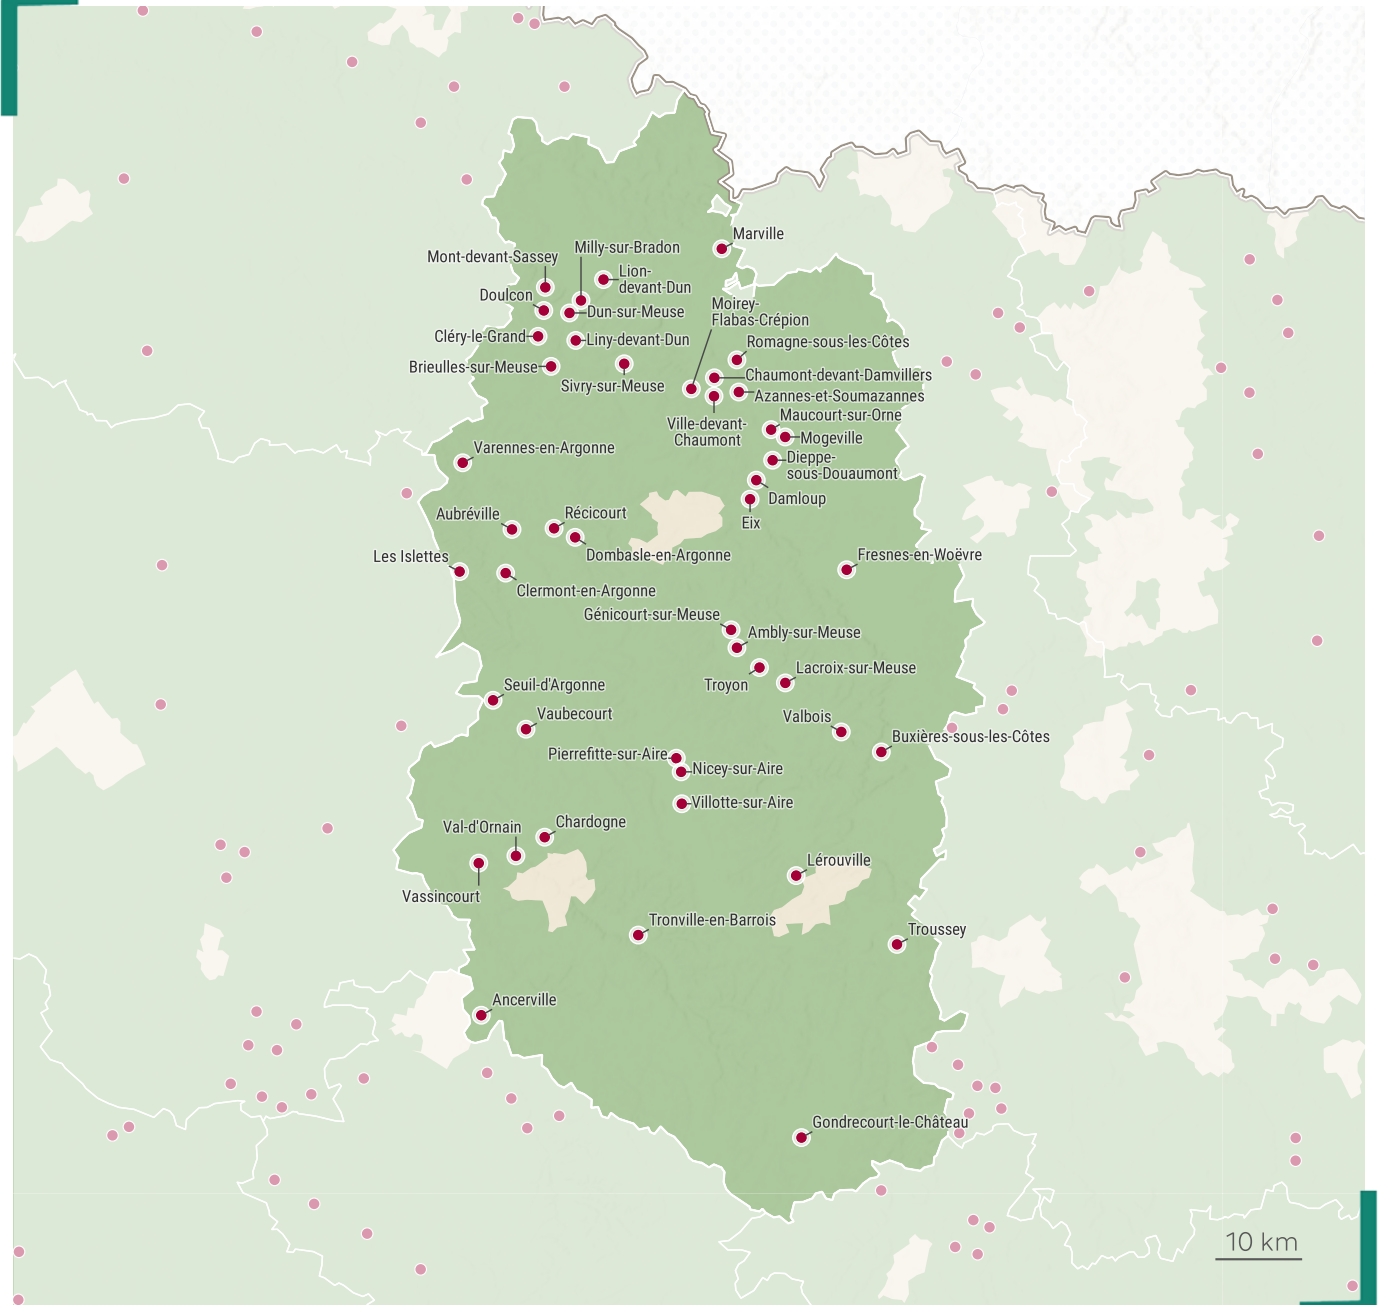 Marville
Milly-sur-Bradon
Mont-devant-Sassey
Lion-
devant-Dun
Doulcon
Moirey-
Flabas-Crépion
Dun-sur-Meuse
Cléry-le-Grand
Liny-devant-Dun
Romagne-sous-les-Côtes
Brieulles-sur-Meuse
Chaumont-devant-Damvillers
Sivry-sur-Meuse
Azannes-et-Soumazannes
Maucourt-sur-Orne
Ville-devant-
Chaumont
Mogeville
Varennes-en-Argonne
Dieppe-
sous-Douaumont
Damloup
Aubréville
Récicourt
Eix
Les Islettes
Dombasle-en-Argonne
Fresnes-en-Woëvre
Clermont-en-Argonne
Génicourt-sur-Meuse
Ambly-sur-Meuse
Lacroix-sur-Meuse
Seuil-d'Argonne
Troyon
Vaubecourt
Valbois
Buxières-sous-les-Côtes
Pierrefitte-sur-Aire
Nicey-sur-Aire
Villotte-sur-Aire
Chardogne
Val-d'Ornain
Lérouville
Vassincourt
Tronville-en-Barrois
Troussey
Ancerville
Gondrecourt-le-Château
10 km